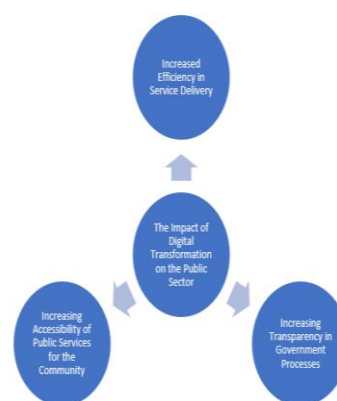 Increased
Efficiency in
Service Delivery
The Impact of
Digital
Transformation
on the Public
Sector
Increasing
Accessibility of
Public Services
for the
Community
Increasing
Transparency in
Government
Processes